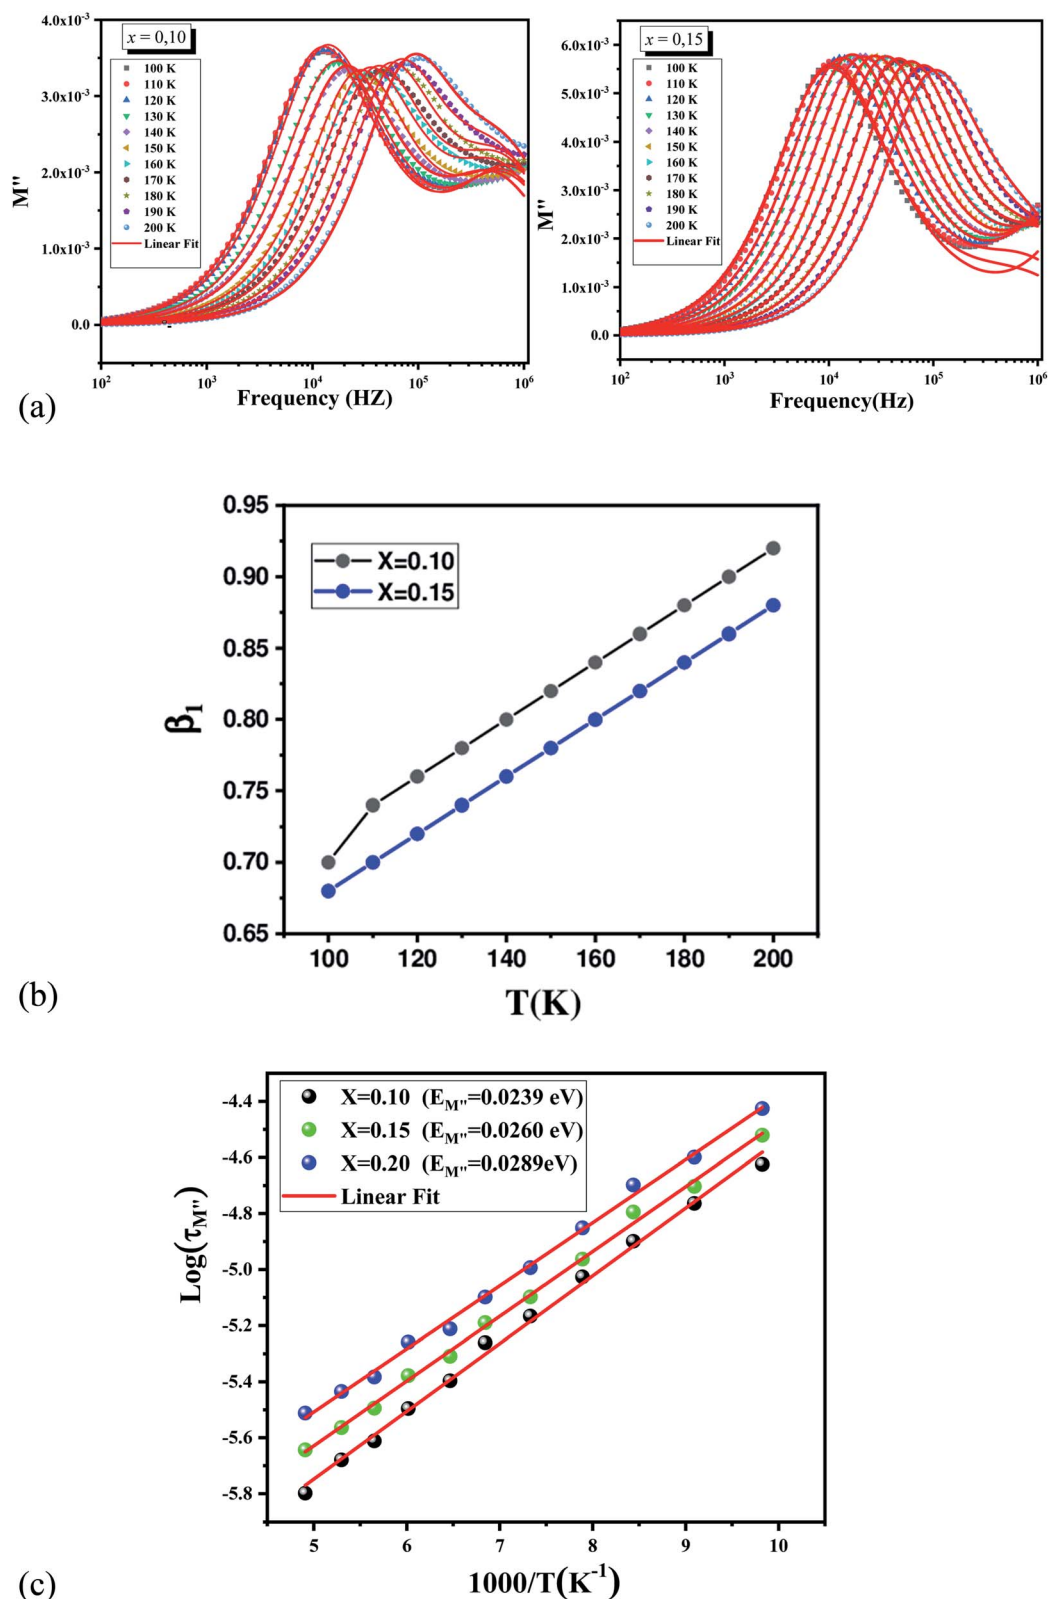 x = 0,10
100 K
110 K
120 K
130 K
140 K
150 K
160 K
170 K
180 K
190 K
200 K
Linear Fit
4.0x10⁻³
3.0x10⁻³
2.0x10⁻³
1.0x10⁻³
0.0
M"
10² 10³ 10⁴ 10⁵ 10⁶
Frequency (HZ)
x = 0,15
100 K
110 K
120 K
130 K
140 K
150 K
160 K
170 K
180 K
190 K
200 K
Linear Fit
6.0x10⁻³
5.0x10⁻³
4.0x10⁻³
3.0x10⁻³
2.0x10⁻³
1.0x10⁻³
0.0
M"
10² 10³ 10⁴ 10⁵ 10⁶
Frequency(Hz)
(a)
0.95
0.90
0.85
0.80
0.75
0.70
0.65
β₁
X=0.10
X=0.15
100 120 140 160 180 200
T(K)
(b)
-4.4
-4.6
-4.8
-5.0
-5.2
-5.4
-5.6
-5.8
Log(τ_M")
X=0.10 (E_M"=0.0239 eV)
X=0.15 (E_M"=0.0260 eV)
X=0.20 (E_M"=0.0289eV)
Linear Fit
5 6 7 8 9 10
1000/T(K⁻¹)
(c)